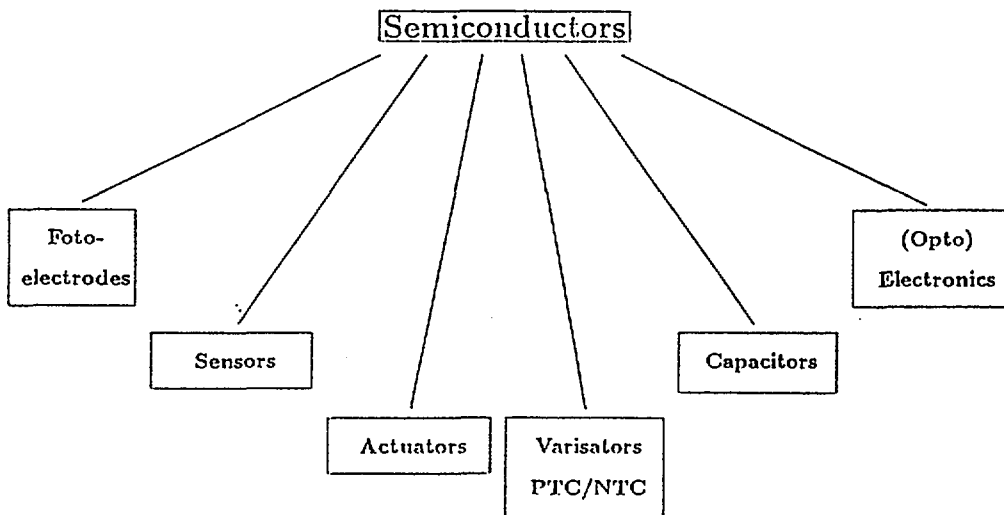 Semiconductors
Foto-
electrodes
(Opto)
Electronics
Sensors
Capacitors
Actuators
Varisators
PTC/NTC